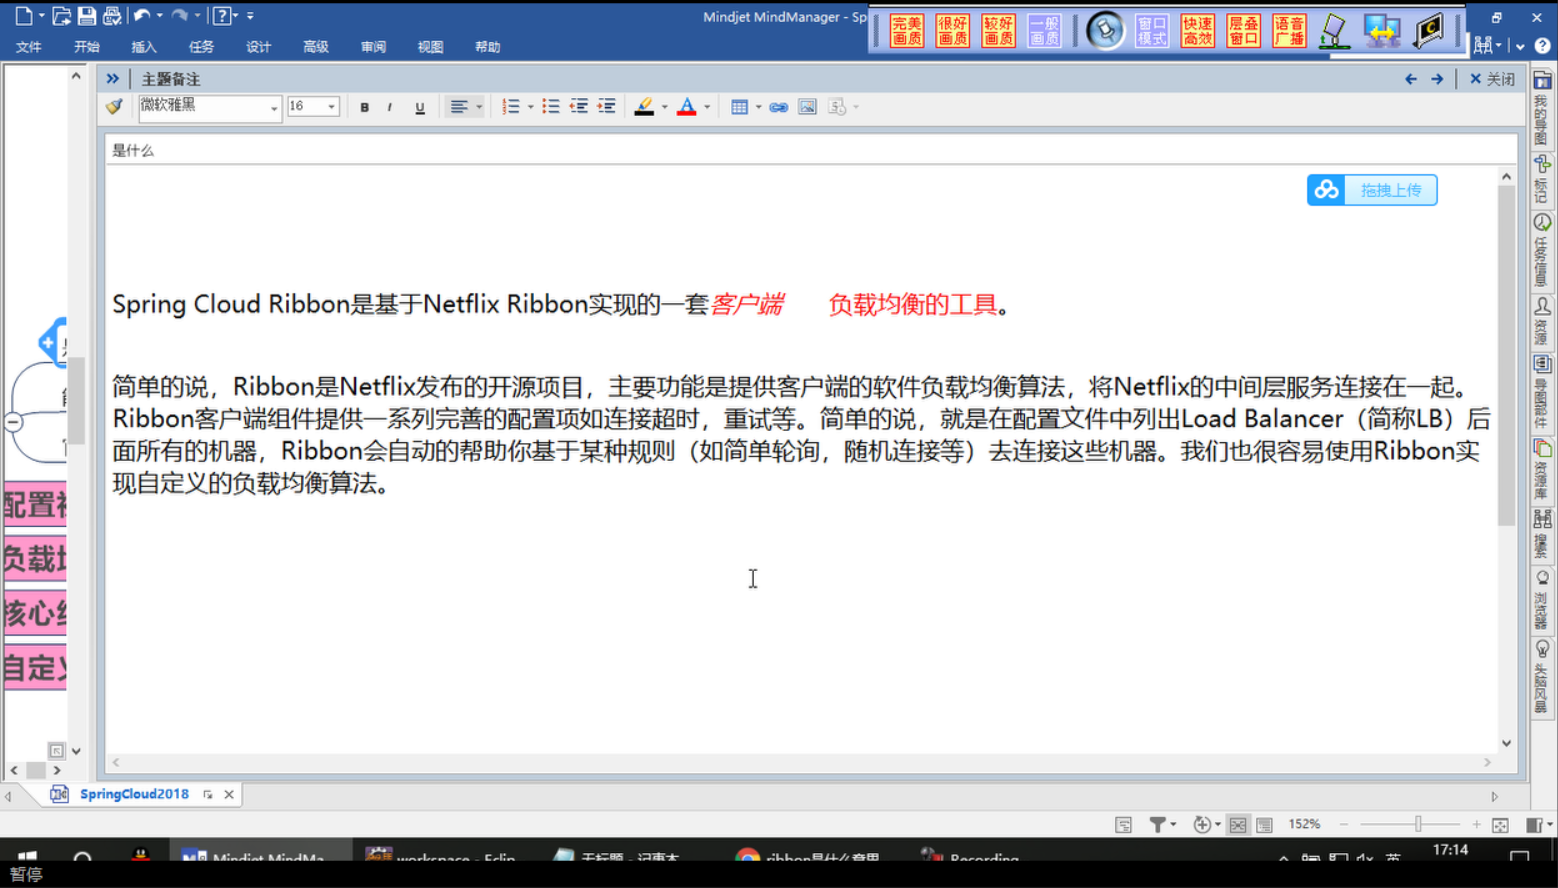 Mindjet MindManager - Sp
完美画质
很好画质
较好画质
一般画质
窗口模式
快速高效
层叠窗口
语音广播
文件 开始 插入 任务 设计 高级 审阅 视图 帮助
主题备注
关闭
微软雅黑 16 B I U
是什么
拖拽上传
Spring Cloud Ribbon是基于Netflix Ribbon实现的一套客户端 负载均衡的工具。
简单的说，Ribbon是Netflix发布的开源项目，主要功能是提供客户端的软件负载均衡算法，将Netflix的中间层服务连接在一起。
Ribbon客户端组件提供一系列完善的配置项如连接超时，重试等。简单的说，就是在配置文件中列出Load Balancer（简称LB）后
面所有的机器，Ribbon会自动的帮助你基于某种规则（如简单轮询，随机连接等）去连接这些机器。我们也很容易使用Ribbon实
现自定义的负载均衡算法。
配置
负载
核心
自定义
我的导图
标记
任务信息
资源
导图部件
资源库
搜索
浏览器
头脑风暴
SpringCloud2018
152%
Mindjet MindMa
workspace - Eclip
无标题 - 记事本
ribbon是什么意思
Recording
英
17:14
暂停